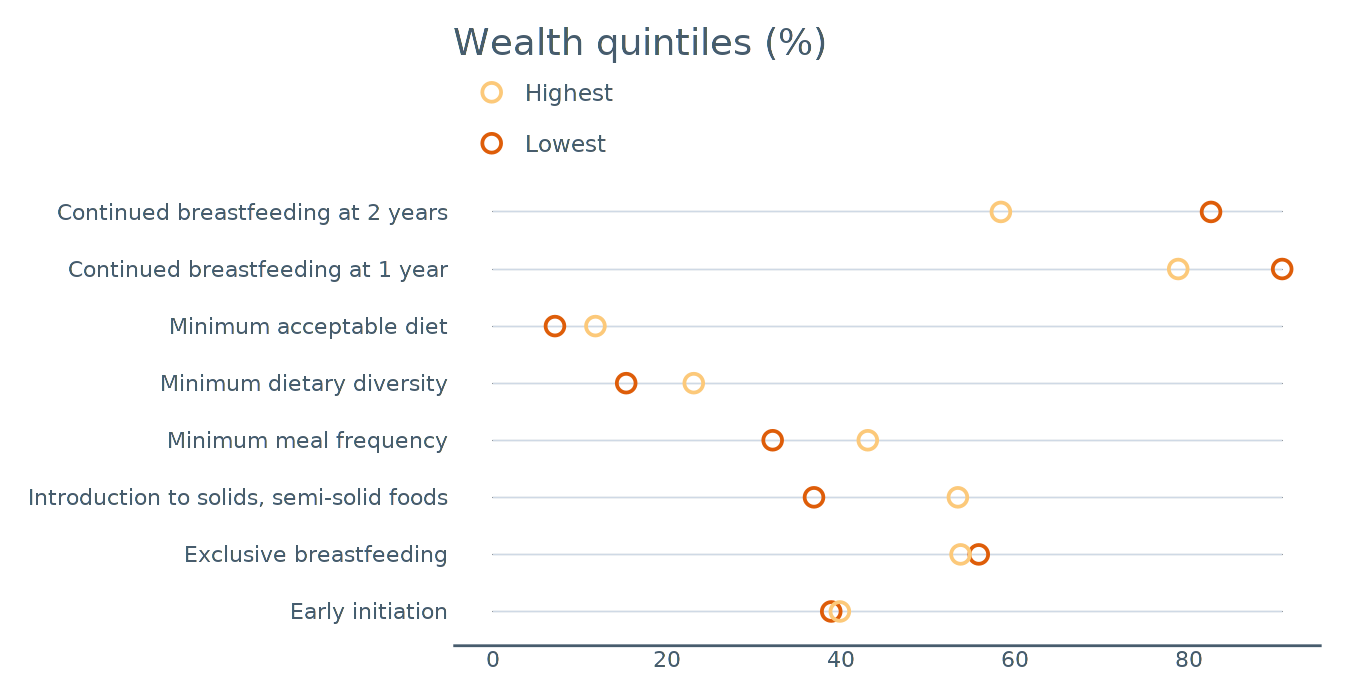 Wealth quintiles (%)
Highest
Lowest
Continued breastfeeding at 2 years
Continued breastfeeding at 1 year
Minimum acceptable diet
Minimum dietary diversity
Minimum meal frequency
Introduction to solids, semi-solid foods
Exclusive breastfeeding
Early initiation
0 20 40 60 80